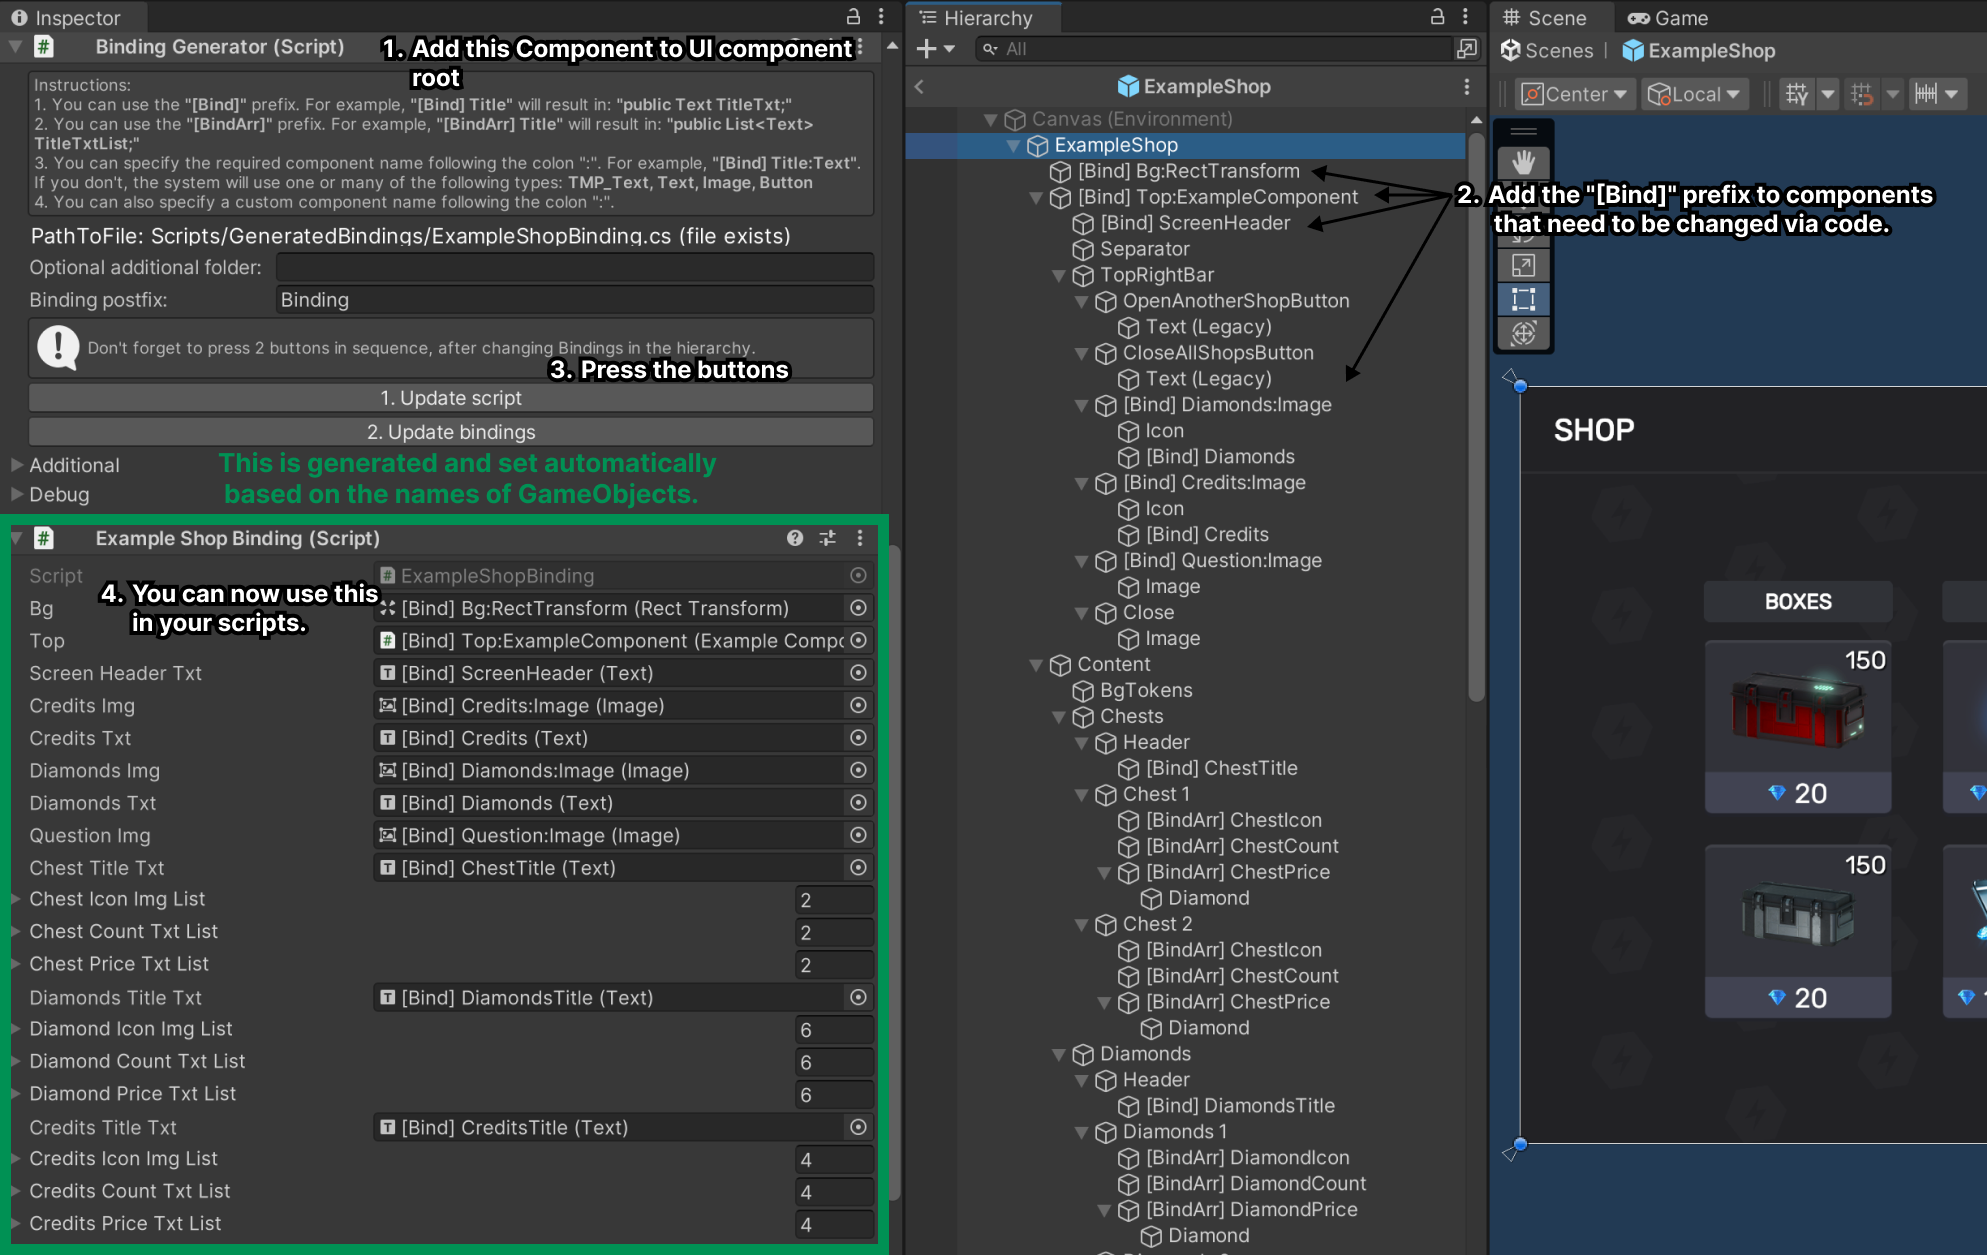 Inspector
Binding Generator (Script)
1. Add this Component to UI component
root
Instructions:
1. You can use the "[Bind]" prefix. For example, "[Bind] Title" will result in: "public Text TitleTxt;"
2. You can use the "[BindArr]" prefix. For example, "[BindArr] Title" will result in: "public List<Text>
TitleTxtList;"
3. You can specify the required component name following the colon ":". For example, "[Bind] Title:Text".
If you don't, the system will use one or many of the following types: TMP_Text, Text, Image, Button
4. You can also specify a custom component name following the colon ":".
PathToFile: Scripts/GeneratedBindings/ExampleShopBinding.cs (file exists)
Optional additional folder:
Binding postfix: Binding
Don't forget to press 2 buttons in sequence, after changing Bindings in the hierarchy.
3. Press the buttons
1. Update script
2. Update bindings
Additional
Debug
This is generated and set automatically
based on the names of GameObjects.
Example Shop Binding (Script)
Script ExampleShopBinding
4. You can now use this
in your scripts.
Bg [Bind] Bg:RectTransform (Rect Transform)
Top [Bind] Top:ExampleComponent (Example Compo
Screen Header Txt [Bind] ScreenHeader (Text)
Credits Img [Bind] Credits:Image (Image)
Credits Txt [Bind] Credits (Text)
Diamonds Img [Bind] Diamonds:Image (Image)
Diamonds Txt [Bind] Diamonds (Text)
Question Img [Bind] Question:Image (Image)
Chest Title Txt [Bind] ChestTitle (Text)
Chest Icon Img List 2
Chest Count Txt List 2
Chest Price Txt List 2
Diamonds Title Txt [Bind] DiamondsTitle (Text)
Diamond Icon Img List 6
Diamond Count Txt List 6
Diamond Price Txt List 6
Credits Title Txt [Bind] CreditsTitle (Text)
Credits Icon Img List 4
Credits Count Txt List 4
Credits Price Txt List 4
Hierarchy
All
ExampleShop
Canvas (Environment)
ExampleShop
[Bind] Bg:RectTransform
[Bind] Top:ExampleComponent
[Bind] ScreenHeader
Separator
TopRightBar
OpenAnotherShopButton
Text (Legacy)
CloseAllShopsButton
Text (Legacy)
[Bind] Diamonds:Image
Icon
[Bind] Diamonds
[Bind] Credits:Image
Icon
[Bind] Credits
[Bind] Question:Image
Image
Close
Image
Content
BgTokens
Chests
Header
[Bind] ChestTitle
Chest 1
[BindArr] ChestIcon
[BindArr] ChestCount
[BindArr] ChestPrice
Diamond
Chest 2
[BindArr] ChestIcon
[BindArr] ChestCount
[BindArr] ChestPrice
Diamond
Diamonds
Header
[Bind] DiamondsTitle
Diamonds 1
[BindArr] DiamondIcon
[BindArr] DiamondCount
[BindArr] DiamondPrice
Diamond
Scene Game
Scenes | ExampleShop
Center Local
2. Add the "[Bind]" prefix to components
that need to be changed via code.
SHOP
BOXES
150
20
150
20